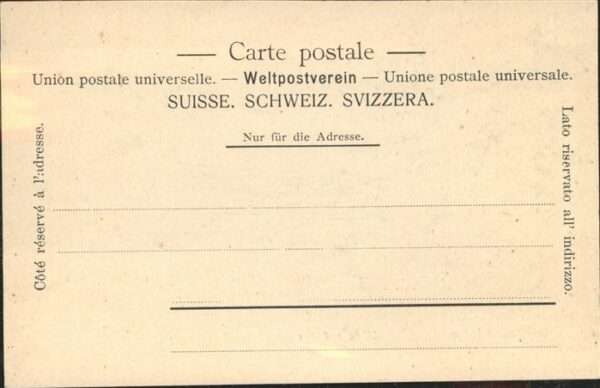 — Carte postale —
Union postale universelle. — Weltpostverein — Unione postale universale.
SUISSE. SCHWEIZ. SVIZZERA.
Nur für die Adresse.
Côté réservé à l'adresse.
Lato riservato all' indirizzo.